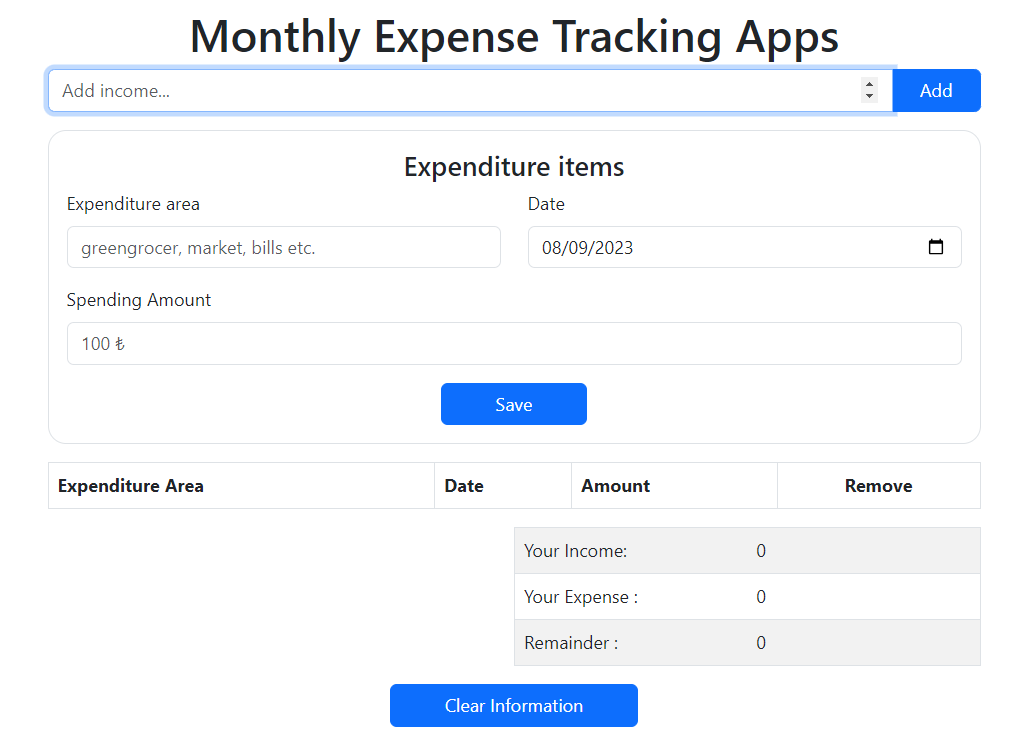 Monthly Expense Tracking Apps
Add income... Add
Expenditure items
Expenditure area Date
greengrocer, market, bills etc. 08/09/2023
Spending Amount
100 ₺
Save
Expenditure Area Date Amount Remove
Your Income: 0
Your Expense : 0
Remainder : 0
Clear Information